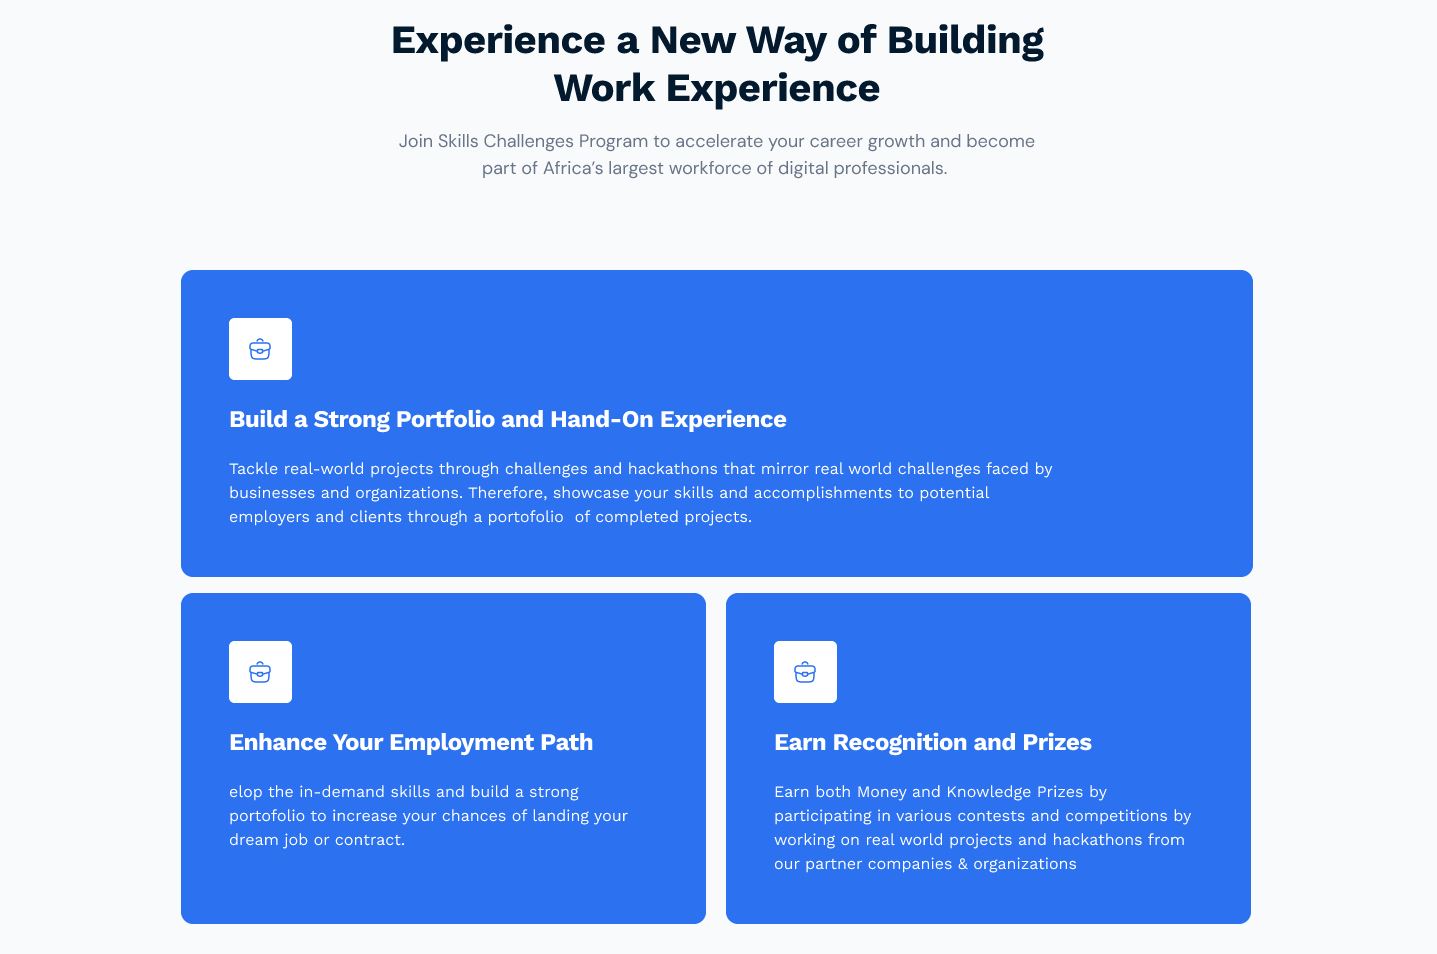 Experience a New Way of Building
Work Experience
Join Skills Challenges Program to accelerate your career growth and become
part of Africa’s largest workforce of digital professionals.
Build a Strong Portfolio and Hand-On Experience
Tackle real-world projects through challenges and hackathons that mirror real world challenges faced by
businesses and organizations. Therefore, showcase your skills and accomplishments to potential
employers and clients through a portofolio  of completed projects.
Enhance Your Employment Path
elop the in-demand skills and build a strong
portofolio to increase your chances of landing your
dream job or contract.
Earn Recognition and Prizes
Earn both Money and Knowledge Prizes by
participating in various contests and competitions by
working on real world projects and hackathons from
our partner companies & organizations